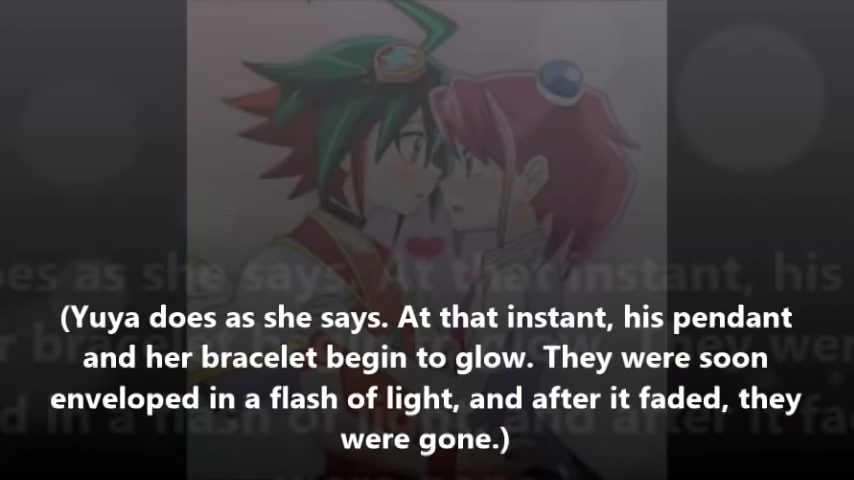 (Yuya does as she says. At that instant, his pendant
and her bracelet begin to glow. They were soon
enveloped in a flash of light, and after it faded, they
were gone.)